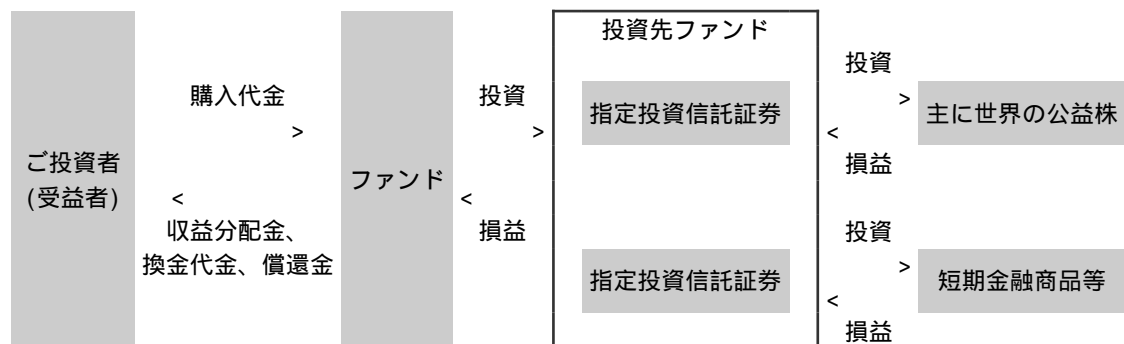 ご投資者
(受益者)
購入代金
>
<
収益分配金、
換金代金、償還金
ファンド
投資
>
<
損益
投資先ファンド
指定投資信託証券
指定投資信託証券
投資
>
<
損益
主に世界の公益株
投資
>
<
損益
短期金融商品等